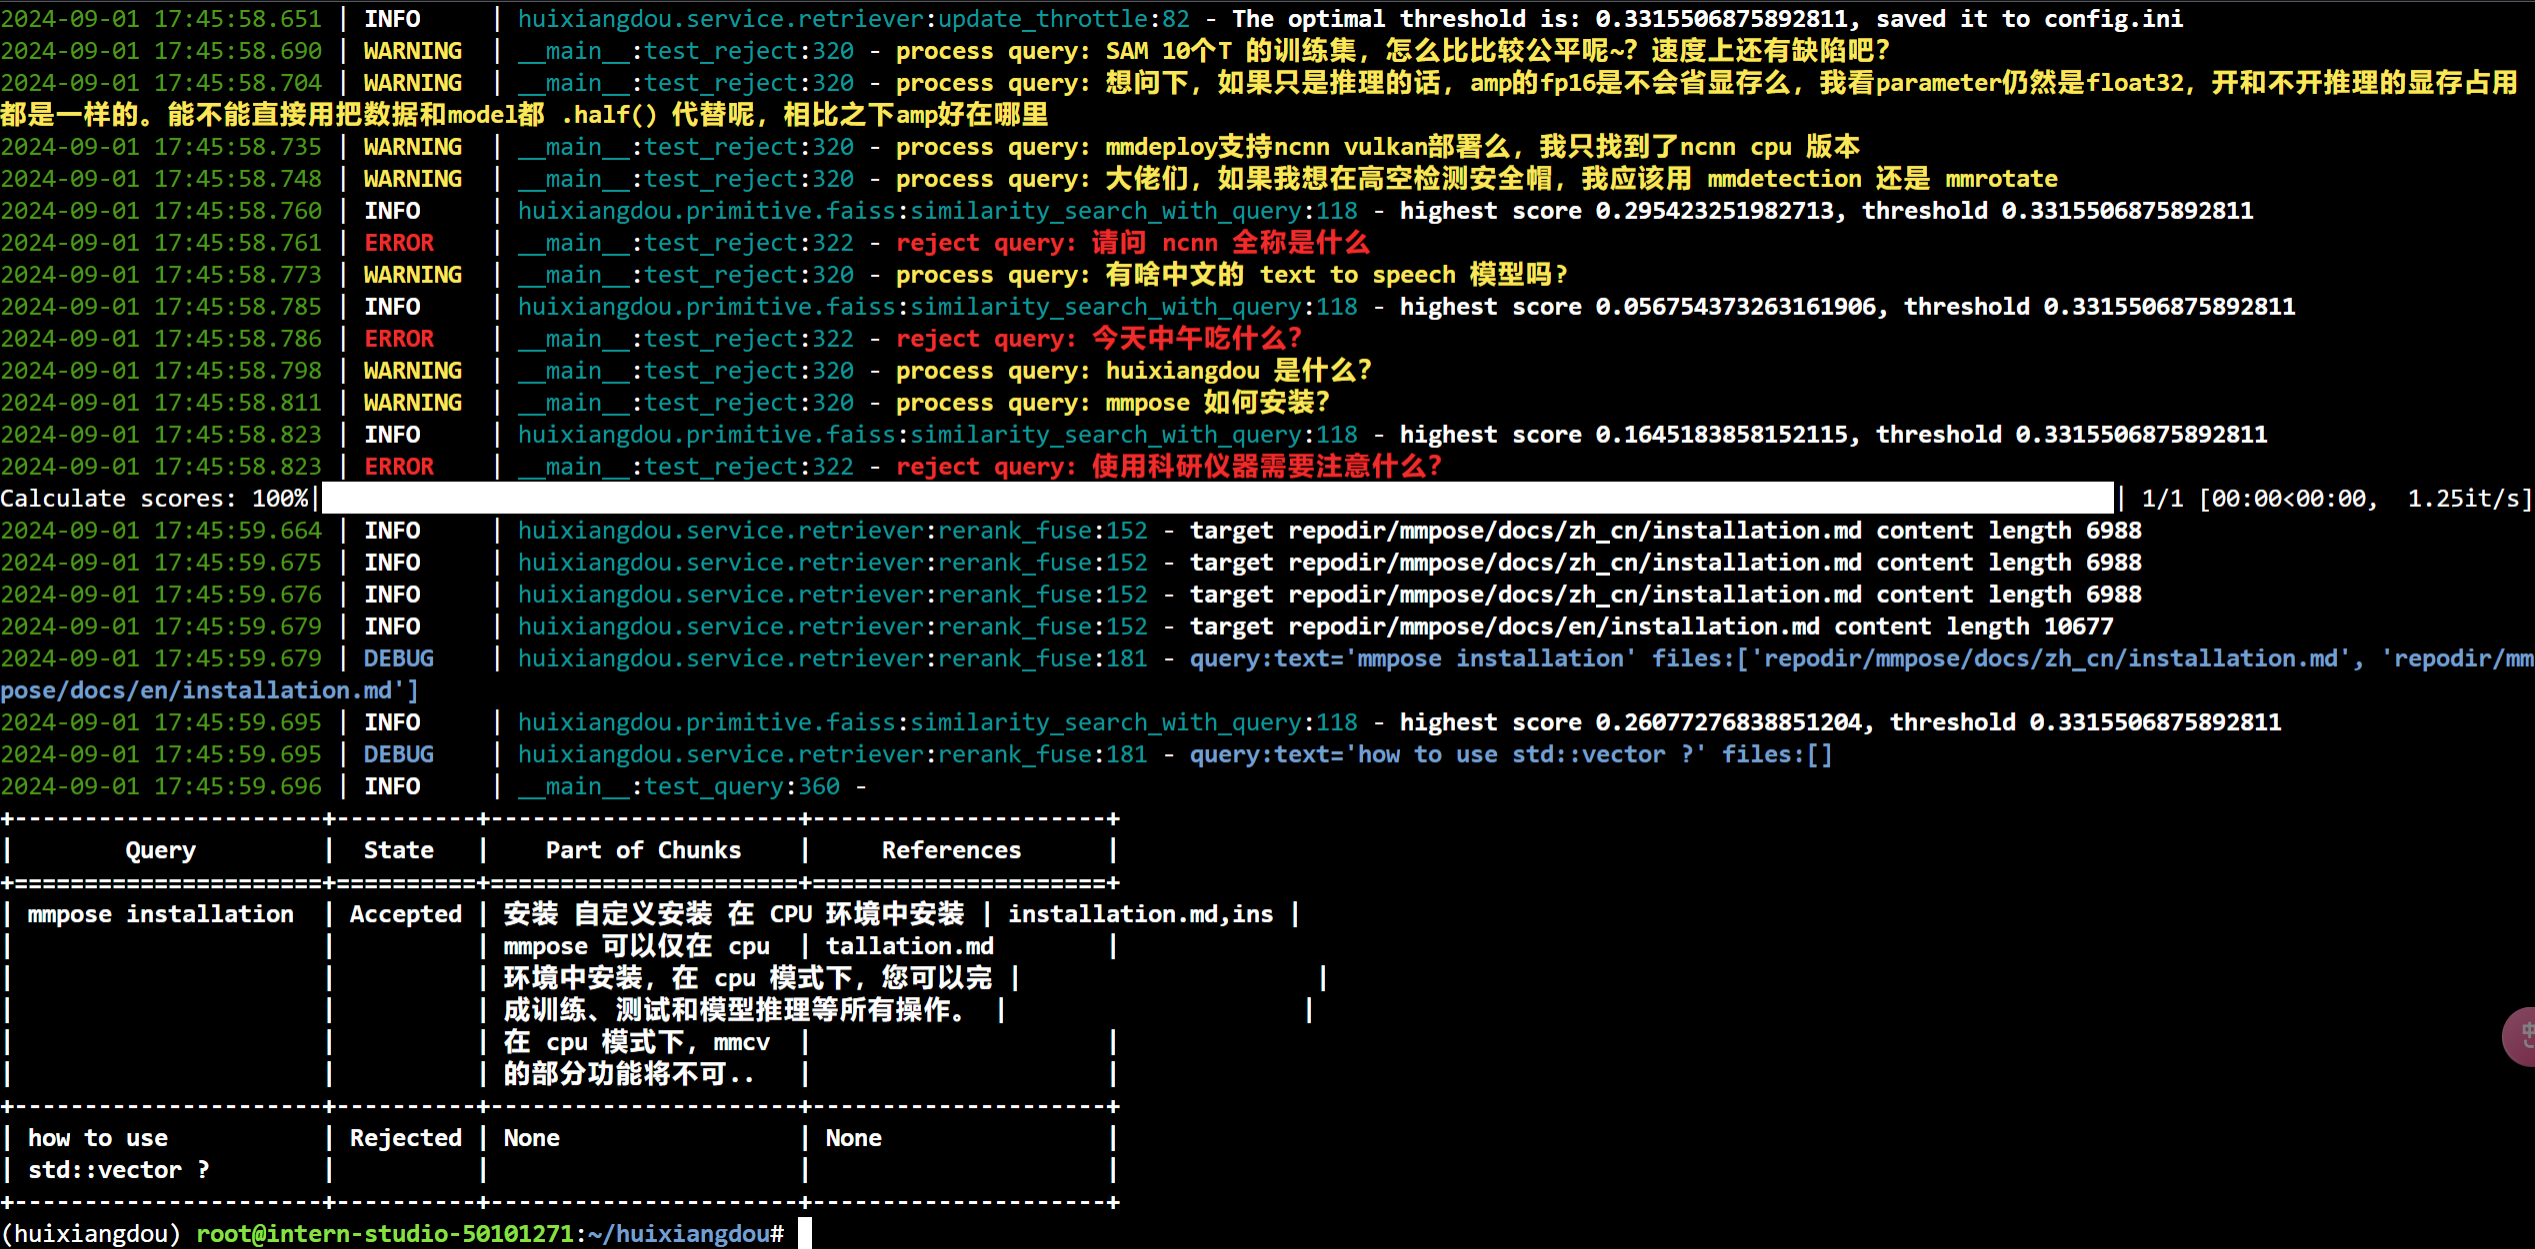 2024-09-01 17:45:58.651 | INFO     | huixiangdou.service.retriever:update_throttle:82 - The optimal threshold is: 0.3315506875892811, saved it to config.ini
2024-09-01 17:45:58.690 | WARNING  | __main__:test_reject:320 - process query: SAM 10个T 的训练集，怎么比比较公平呢~？速度上还有缺陷吧？
2024-09-01 17:45:58.704 | WARNING  | __main__:test_reject:320 - process query: 想问下，如果只是推理的话，amp的fp16是不会省显存么，我看parameter仍然是float32，开和不开推理的显存占用
都是一样的。能不能直接用把数据和model都 .half() 代替呢，相比之下amp好在哪里
2024-09-01 17:45:58.735 | WARNING  | __main__:test_reject:320 - process query: mmdeploy支持ncnn vulkan部署么，我只找到了ncnn cpu 版本
2024-09-01 17:45:58.748 | WARNING  | __main__:test_reject:320 - process query: 大佬们，如果我想在高空检测安全帽，我应该用 mmdetection 还是 mmrotate
2024-09-01 17:45:58.760 | INFO     | huixiangdou.primitive.faiss:similarity_search_with_query:118 - highest score 0.295423251982713, threshold 0.3315506875892811
2024-09-01 17:45:58.761 | ERROR    | __main__:test_reject:322 - reject query: 请问 ncnn 全称是什么
2024-09-01 17:45:58.773 | WARNING  | __main__:test_reject:320 - process query: 有啥中文的 text to speech 模型吗?
2024-09-01 17:45:58.785 | INFO     | huixiangdou.primitive.faiss:similarity_search_with_query:118 - highest score 0.056754373263161906, threshold 0.3315506875892811
2024-09-01 17:45:58.786 | ERROR    | __main__:test_reject:322 - reject query: 今天中午吃什么？
2024-09-01 17:45:58.798 | WARNING  | __main__:test_reject:320 - process query: huixiangdou 是什么？
2024-09-01 17:45:58.811 | WARNING  | __main__:test_reject:320 - process query: mmpose 如何安装？
2024-09-01 17:45:58.823 | INFO     | huixiangdou.primitive.faiss:similarity_search_with_query:118 - highest score 0.1645183858152115, threshold 0.3315506875892811
2024-09-01 17:45:58.823 | ERROR    | __main__:test_reject:322 - reject query: 使用科研仪器需要注意什么？
Calculate scores: 100%| | 1/1 [00:00<00:00,  1.25it/s]
2024-09-01 17:45:59.664 | INFO     | huixiangdou.service.retriever:rerank_fuse:152 - target repodir/mmpose/docs/zh_cn/installation.md content length 6988
2024-09-01 17:45:59.675 | INFO     | huixiangdou.service.retriever:rerank_fuse:152 - target repodir/mmpose/docs/zh_cn/installation.md content length 6988
2024-09-01 17:45:59.676 | INFO     | huixiangdou.service.retriever:rerank_fuse:152 - target repodir/mmpose/docs/zh_cn/installation.md content length 6988
2024-09-01 17:45:59.679 | INFO     | huixiangdou.service.retriever:rerank_fuse:152 - target repodir/mmpose/docs/en/installation.md content length 10677
2024-09-01 17:45:59.679 | DEBUG    | huixiangdou.service.retriever:rerank_fuse:181 - query:text='mmpose installation' files:['repodir/mmpose/docs/zh_cn/installation.md', 'repodir/mm
pose/docs/en/installation.md']
2024-09-01 17:45:59.695 | INFO     | huixiangdou.primitive.faiss:similarity_search_with_query:118 - highest score 0.26077276838851204, threshold 0.3315506875892811
2024-09-01 17:45:59.695 | DEBUG    | huixiangdou.service.retriever:rerank_fuse:181 - query:text='how to use std::vector ?' files:[]
2024-09-01 17:45:59.696 | INFO     | __main__:test_query:360 -
+----------------------+----------+----------------------+---------------------+
|        Query         |  State   |    Part of Chunks    |     References      |
+======================+==========+======================+=====================+
| mmpose installation  | Accepted | 安装 自定义安装 在 CPU 环境中安装 | installation.md,ins |
|                      |          | mmpose 可以仅在 cpu  | tallation.md        |
|                      |          | 环境中安装，在 cpu 模式下，您可以完 |                     |
|                      |          | 成训练、测试和模型推理等所有操作。 |                     |
|                      |          | 在 cpu 模式下，mmcv  |                     |
|                      |          | 的部分功能将不可..   |                     |
+----------------------+----------+----------------------+---------------------+
| how to use           | Rejected | None                 | None                |
| std::vector ?        |          |                      |                     |
+----------------------+----------+----------------------+---------------------+
(huixiangdou) root@intern-studio-50101271:~/huixiangdou#